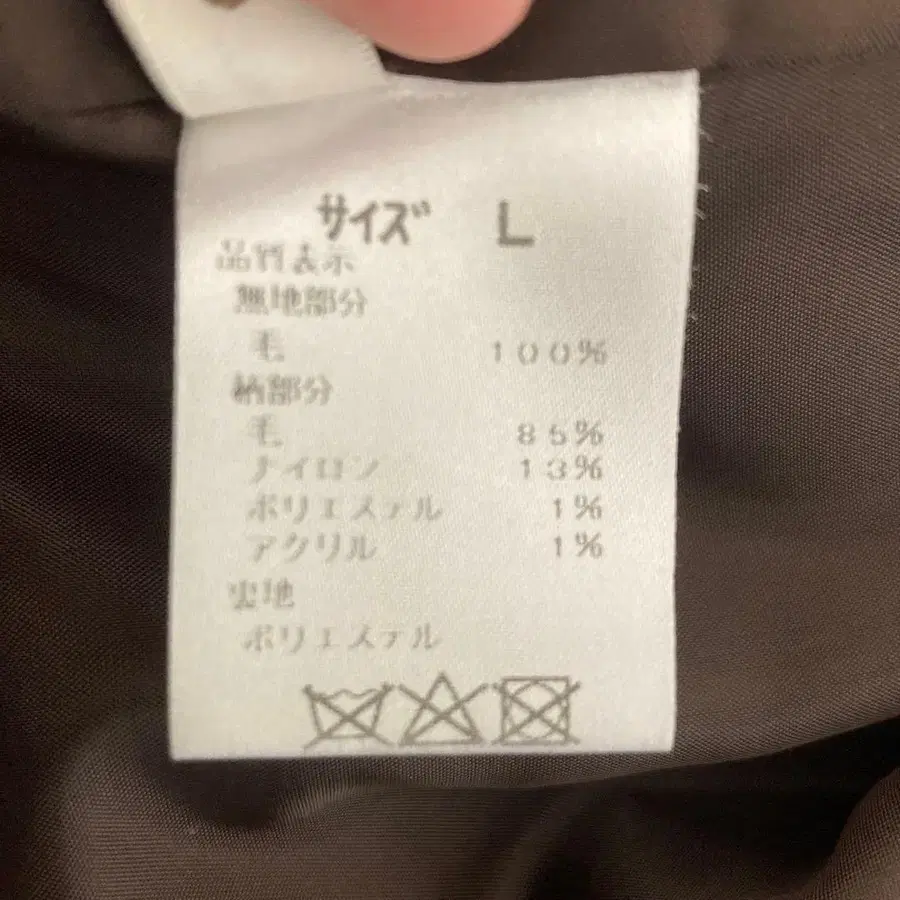 サイズ L
品質表示
無地部分
毛 100%
柄部分
毛 85%
ナイロン 13%
ポリエステル 1%
アクリル 1%
裏地
ポリエステル